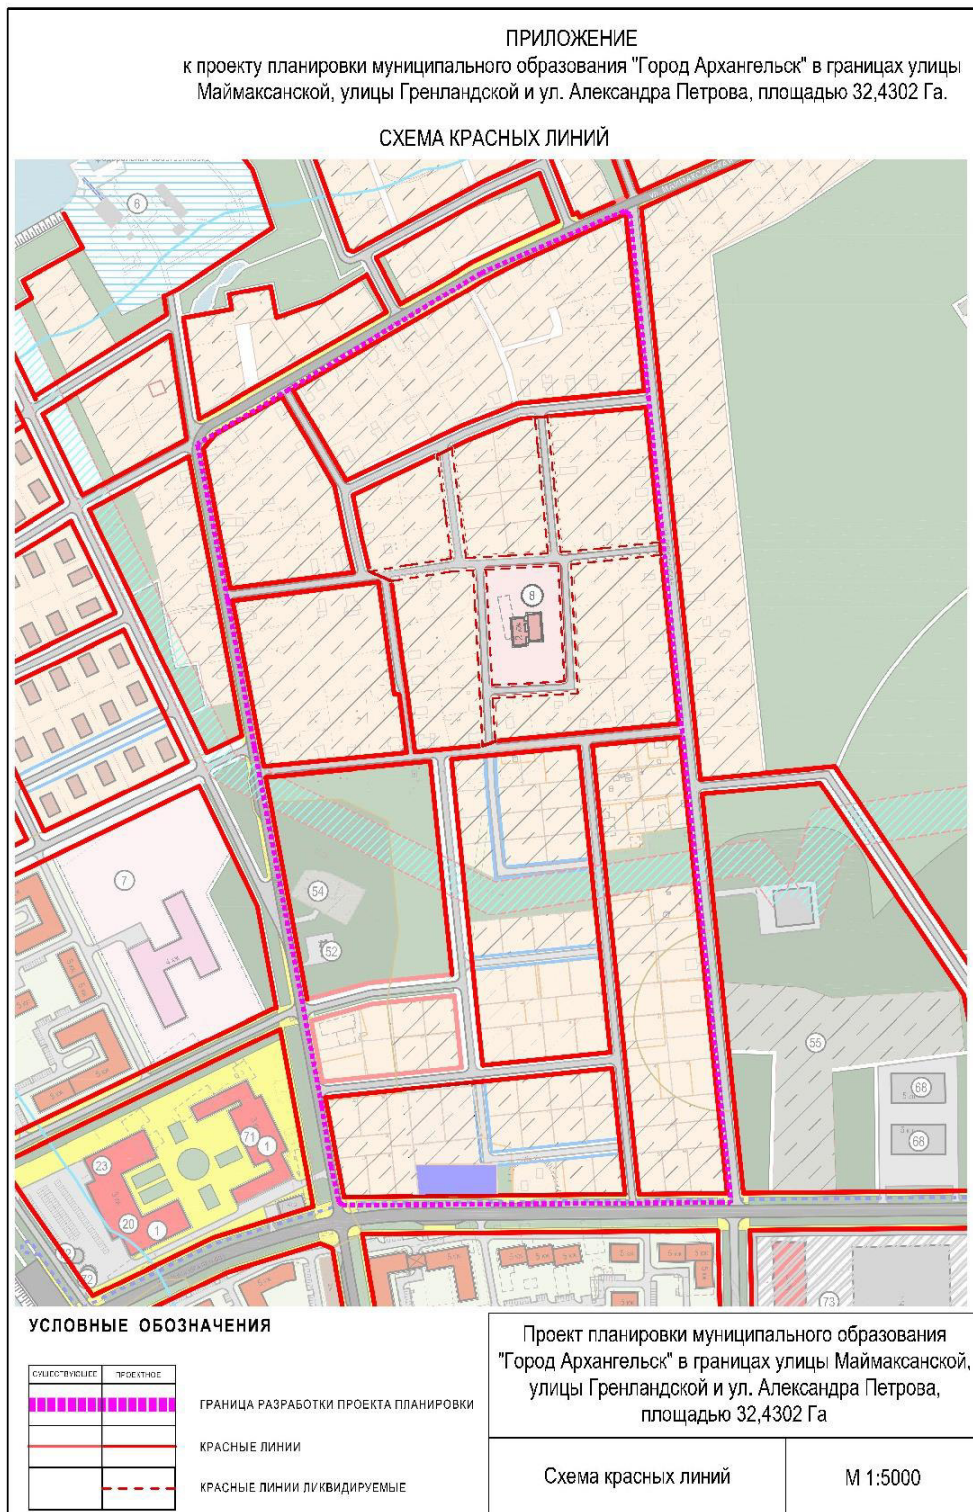 ПРИЛОЖЕНИЕ
к проекту планировки муниципального образования "Город Архангельск" в границах улицы
Маймаксанской, улицы Гренландской и ул. Александра Петрова, площадью 32,4302 Га.
СХЕМА КРАСНЫХ ЛИНИЙ
6
8
7
54
52
55
68
5 эж
68
71
1
23
20
1
72
73
УСЛОВНЫЕ ОБОЗНАЧЕНИЯ
СУЩЕСТВУЮЩЕЕ ПРОЕКТНОЕ
ГРАНИЦА РАЗРАБОТКИ ПРОЕКТА ПЛАНИРОВКИ
КРАСНЫЕ ЛИНИИ
КРАСНЫЕ ЛИНИИ ЛИКВИДИРУЕМЫЕ
Проект планировки муниципального образования
"Город Архангельск" в границах улицы Маймаксанской,
улицы Гренландской и ул. Александра Петрова,
площадью 32,4302 Га
Схема красных линий
М 1:5000